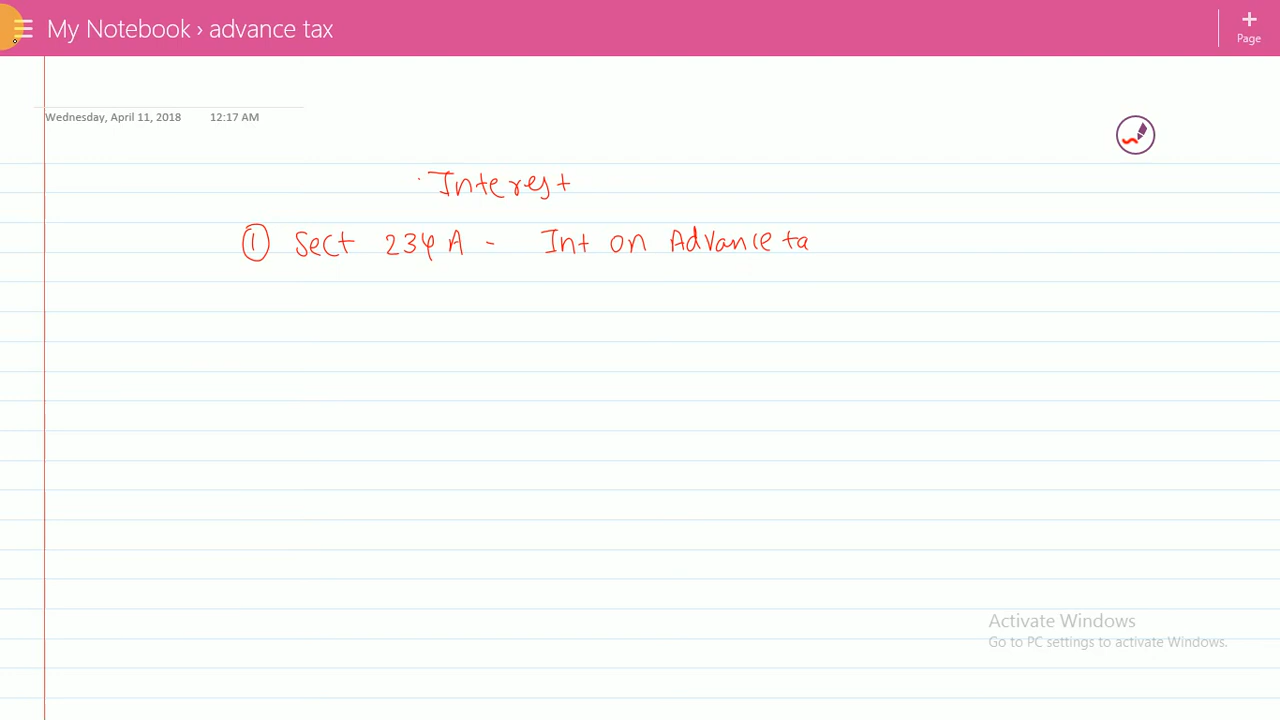 My Notebook › advance tax
Page
Wednesday, April 11, 2018 12:17 AM
Interest
① Sect 234 A - Int on Advance ta
Activate Windows
Go to PC settings to activate Windows.